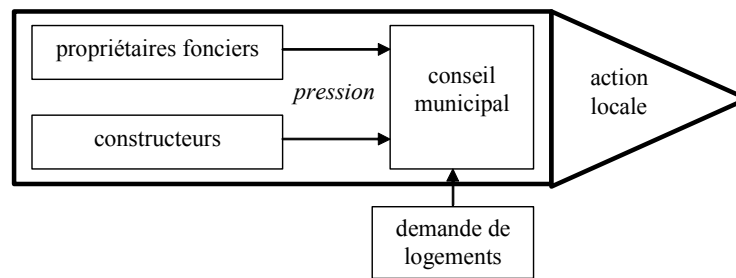 propriétaires fonciers
pression
constructeurs
conseil
municipal
action
locale
demande de
logements